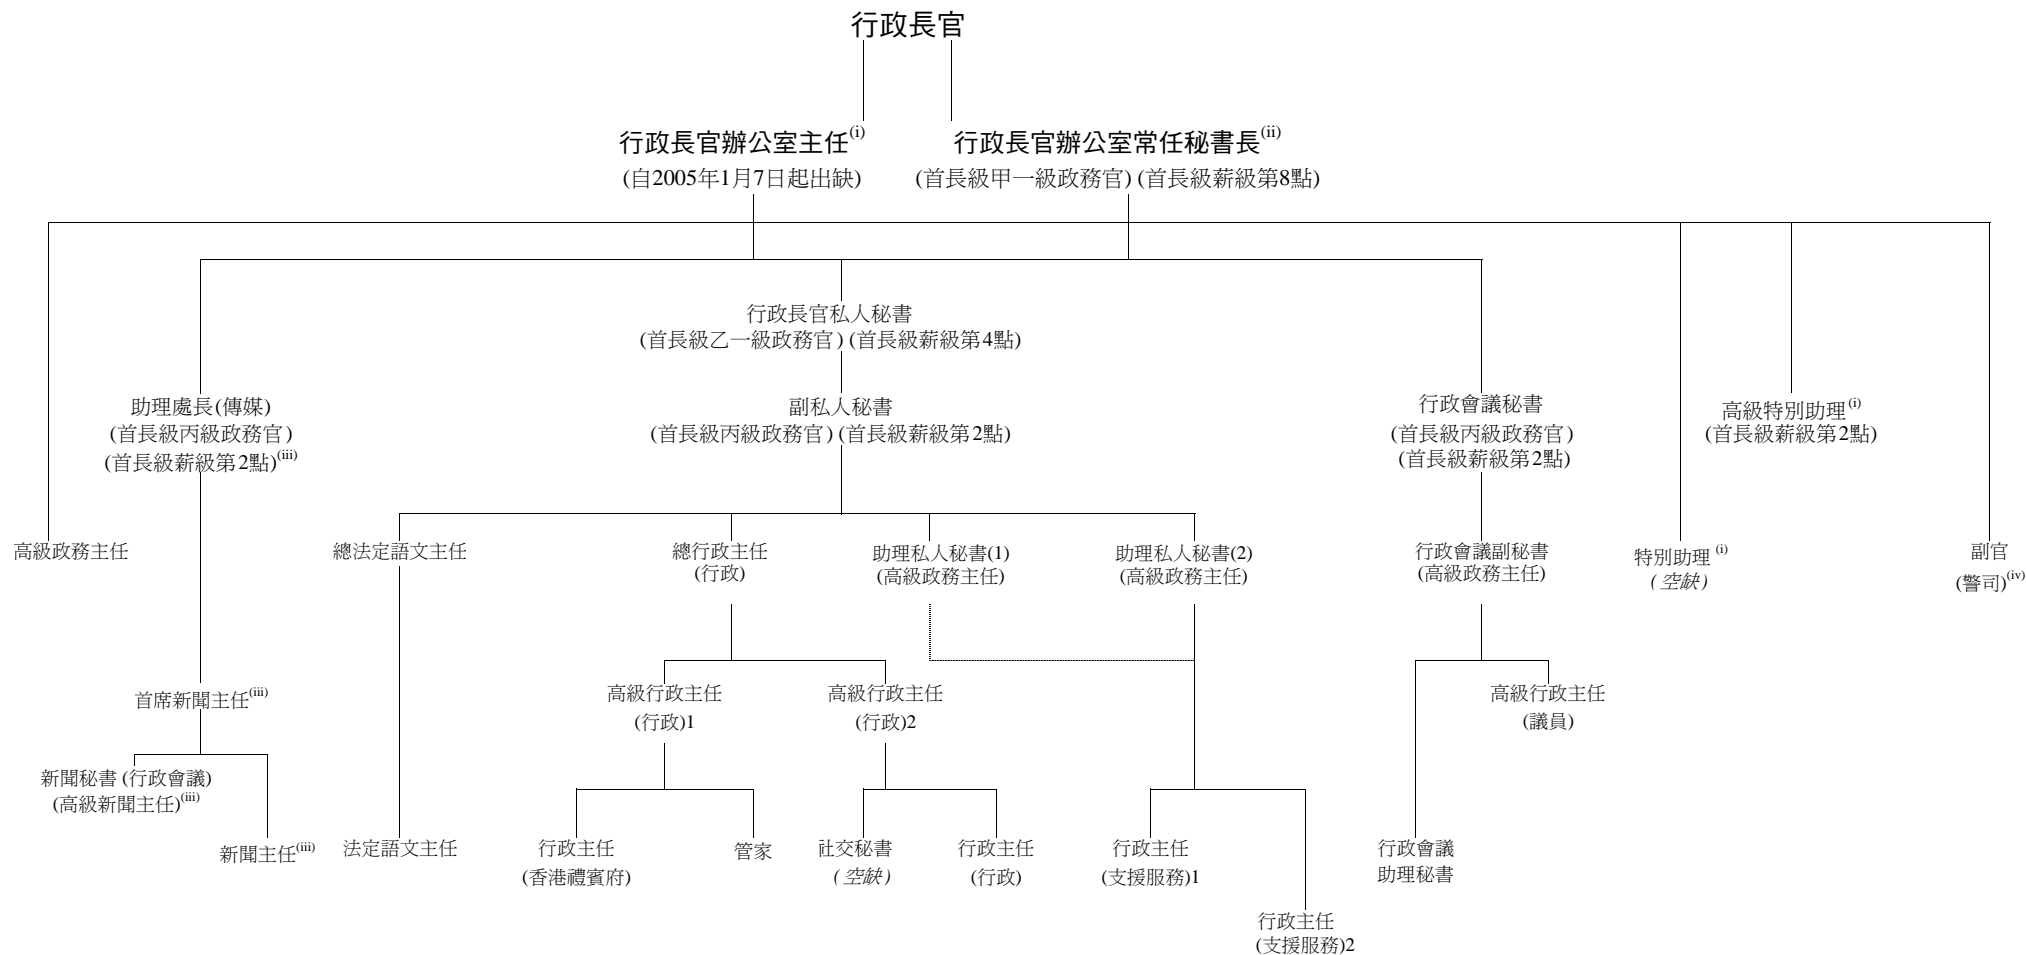 行政長官
行政長官辦公室主任(i)
(自2005年1月7日起出缺)
行政長官辦公室常任秘書長(ii)
(首長級甲一級政務官) (首長級薪級第8點)
行政長官私人秘書
(首長級乙一級政務官) (首長級薪級第4點)
助理處長(傳媒)
(首長級丙級政務官)
(首長級薪級第2點)(iii)
副私人秘書
(首長級丙級政務官) (首長級薪級第2點)
行政會議秘書
(首長級丙級政務官)
(首長級薪級第2點)
高級特別助理(i)
(首長級薪級第2點)
高級政務主任
總法定語文主任
總行政主任
(行政)
助理私人秘書(1)
(高級政務主任)
助理私人秘書(2)
(高級政務主任)
行政會議副秘書
(高級政務主任)
特別助理 (i)
(空缺)
副官
(警司)(iv)
首席新聞主任(iii)
高級行政主任
(行政)1
高級行政主任
(行政)2
高級行政主任
(議員)
新聞秘書 (行政會議)
(高級新聞主任)(iii)
新聞主任(iii)
法定語文主任
行政主任
(香港禮賓府)
管家
社交秘書
(空缺)
行政主任
(行政)
行政主任
(支援服務)1
行政會議
助理秘書
行政主任
(支援服務)2